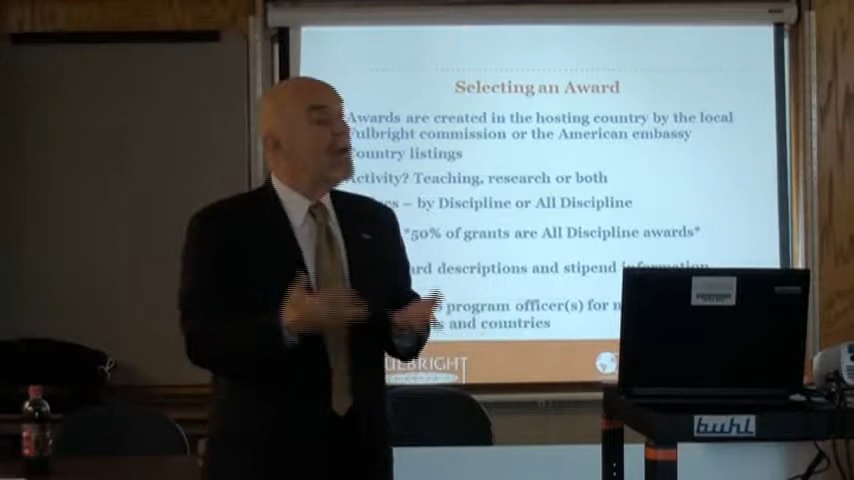 Selecting an Award
Awards are created in the hosting country by the local
Fulbright commission or the American embassy
Country listings
Activity? Teaching, research or both
– by Discipline or All Discipline
*50% of grants are All Discipline awards*
descriptions and stipend information
program officer(s) for
and countries
FULBRIGHT
buhl